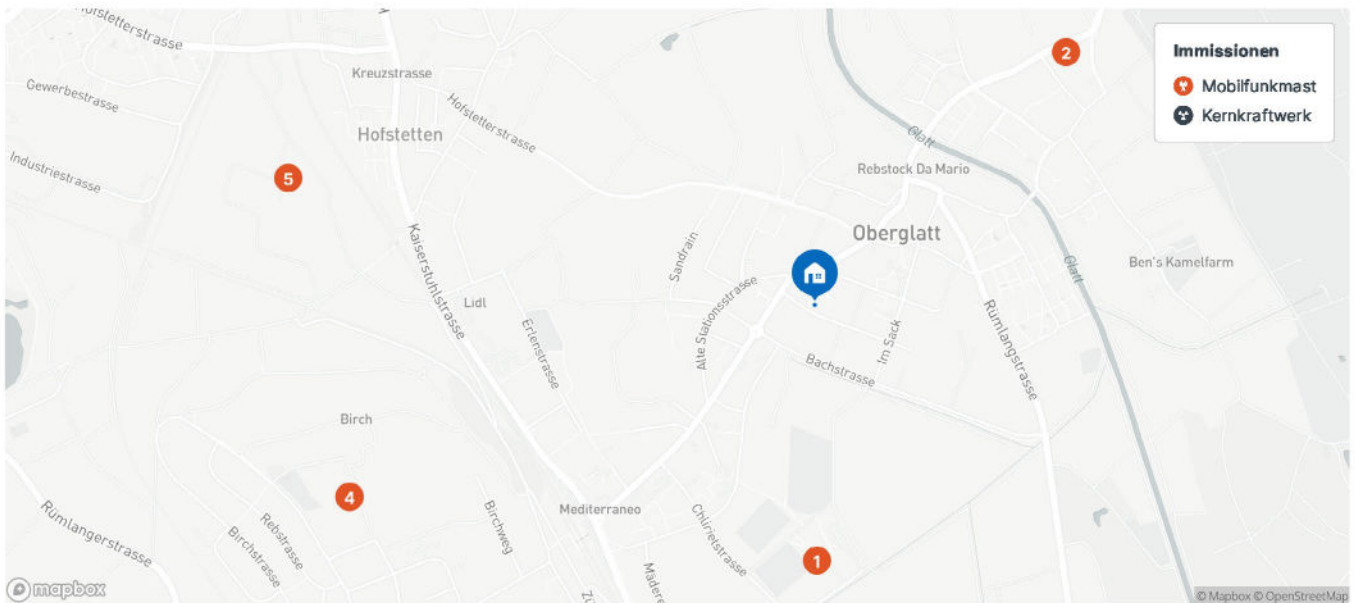 Hofstetterstrasse
Gewerbestrasse
Industriestrasse
Kreuzstrasse
Hofstetten
Hofstetterstrasse
5
Kaiserstuhlstrasse
Lidl
Erlenstrasse
Sandrain
Alte Stationsstrasse
Glatt
2
Immissionen
Mobilfunkmast
Kernkraftwerk
Rebstock Da Mario
Oberglatt
Glatt
Ben's Kamelfarm
Im Sack
Bachstrasse
Rümlangstrasse
Birch
4
Rümlangerstrasse
Rebstrasse
Birchstrasse
Birchweg
Mediterraneo
Chlirietstrasse
1
mapbox
© Mapbox © OpenStreetMap